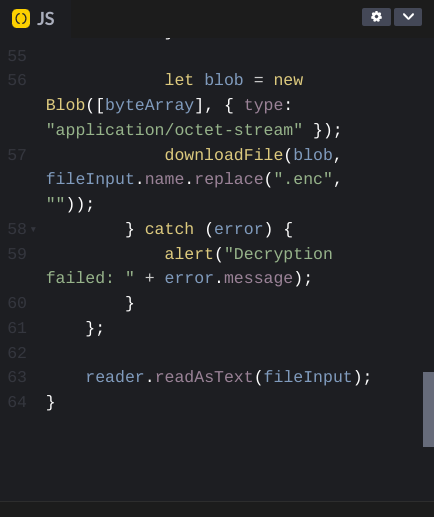 JS
}
55
56 let blob = new
Blob([byteArray], { type:
"application/octet-stream" });
57 downloadFile(blob,
fileInput.name.replace(".enc",
""));
58 } catch (error) {
59 alert("Decryption
failed: " + error.message);
60 }
61 };
62
63 reader.readAsText(fileInput);
64 }